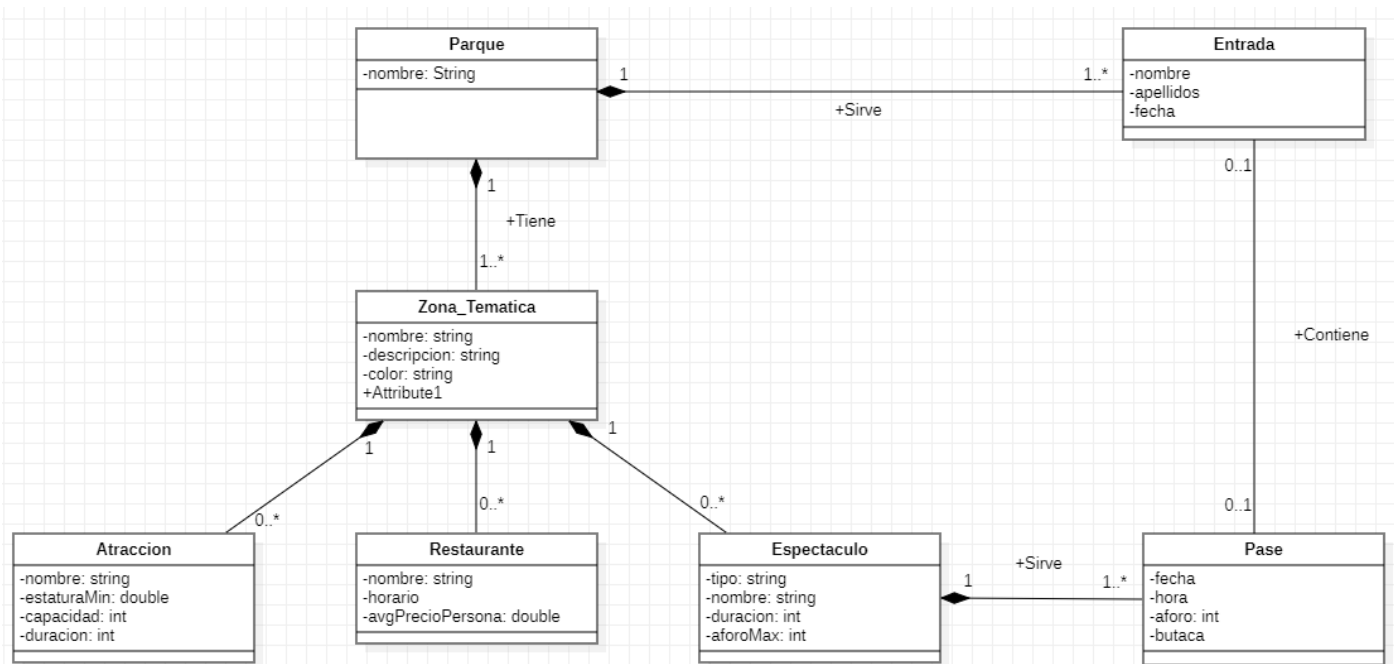 Parque
-nombre: String
1
1..*
+Sirve
Entrada
-nombre
-apellidos
-fecha
1
+Tiene
1..*
0..1
+Contiene
0..1
Zona_Tematica
-nombre: string
-descripcion: string
-color: string
+Attribute1
1
1
1
0..*
0..*
0..*
Atraccion
-nombre: string
-estaturaMin: double
-capacidad: int
-duracion: int
Restaurante
-nombre: string
-horario
-avgPrecioPersona: double
Espectaculo
-tipo: string
-nombre: string
-duracion: int
-aforoMax: int
1
+Sirve
1..*
Pase
-fecha
-hora
-aforo: int
-butaca